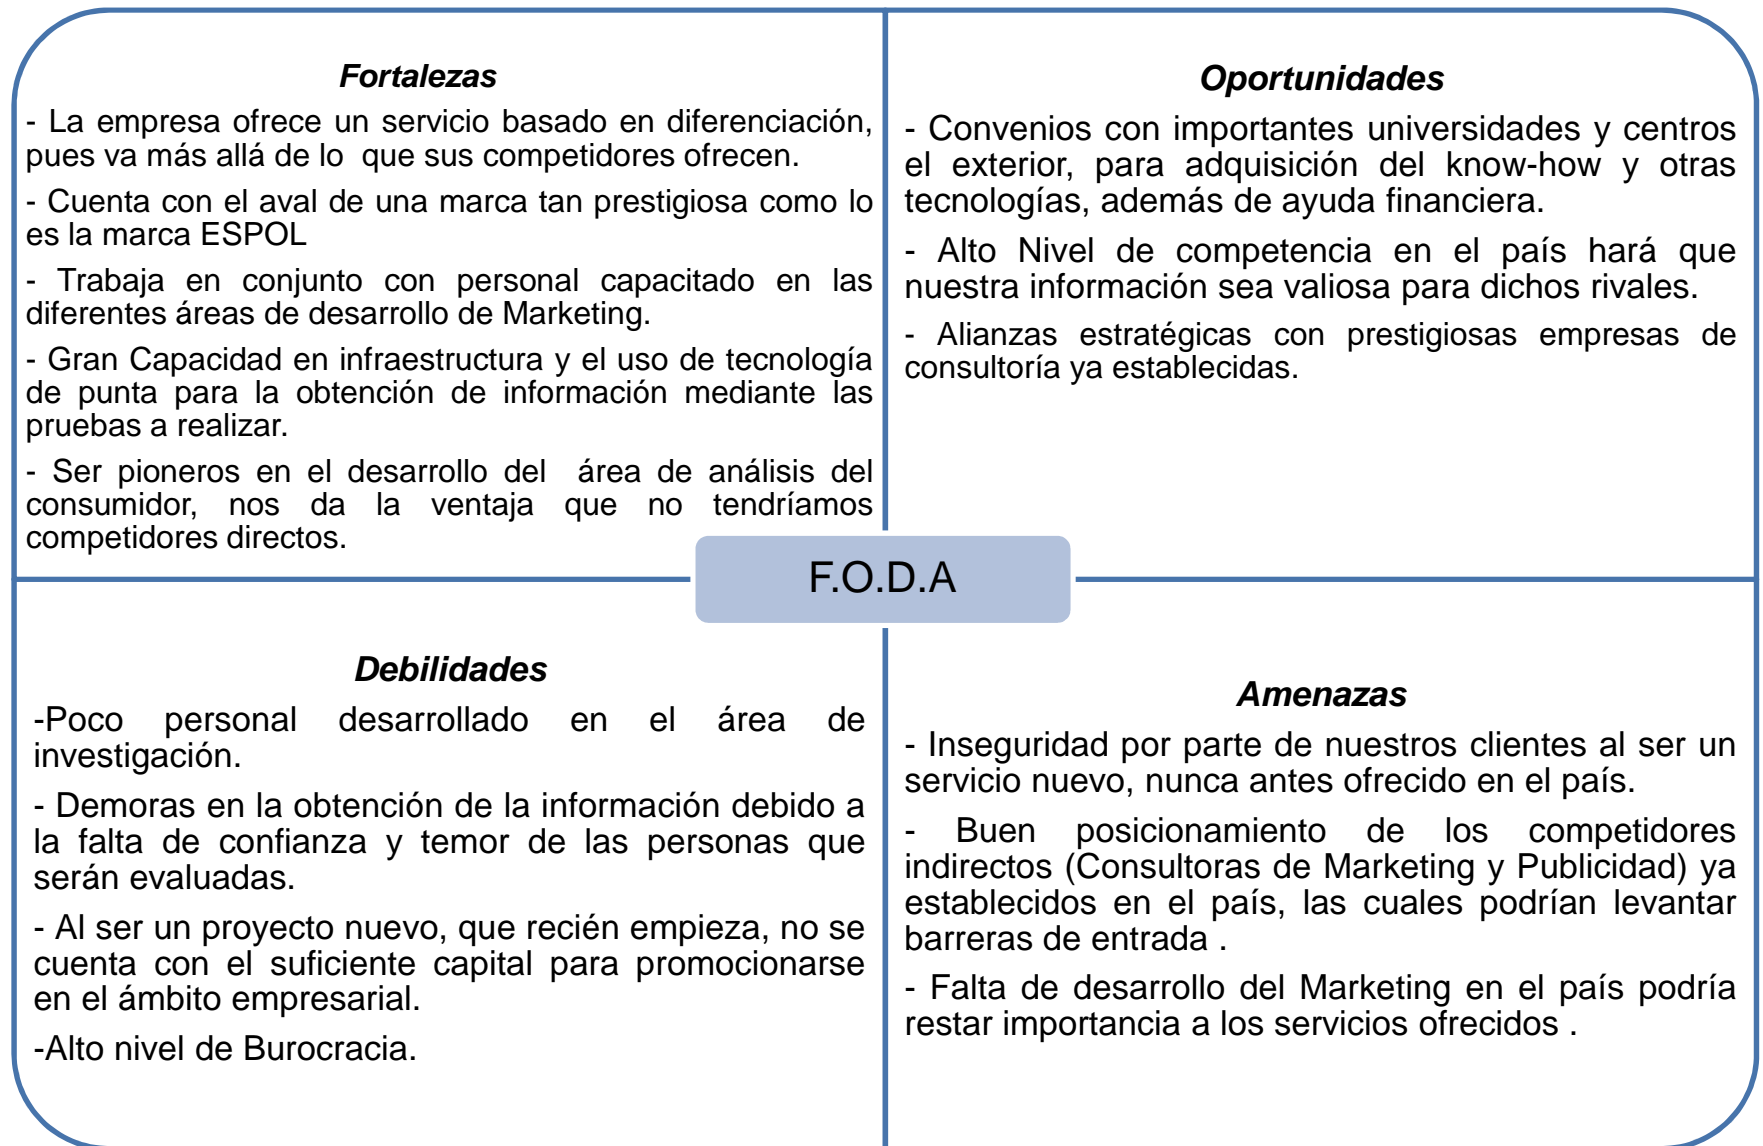 Fortalezas
- La empresa ofrece un servicio basado en diferenciación,
pues va más allá de lo que sus competidores ofrecen.
- Cuenta con el aval de una marca tan prestigiosa como lo
es la marca ESPOL
- Trabaja en conjunto con personal capacitado en las
diferentes áreas de desarrollo de Marketing.
- Gran Capacidad en infraestructura y el uso de tecnología
de punta para la obtención de información mediante las
pruebas a realizar.
- Ser pioneros en el desarrollo del área de análisis del
consumidor, nos da la ventaja que no tendríamos
competidores directos.
Oportunidades
- Convenios con importantes universidades y centros
el exterior, para adquisición del know-how y otras
tecnologías, además de ayuda financiera.
- Alto Nivel de competencia en el país hará que
nuestra información sea valiosa para dichos rivales.
- Alianzas estratégicas con prestigiosas empresas de
consultoría ya establecidas.
F.O.D.A
Debilidades
-Poco personal desarrollado en el área de
investigación.
- Demoras en la obtención de la información debido a
la falta de confianza y temor de las personas que
serán evaluadas.
- Al ser un proyecto nuevo, que recién empieza, no se
cuenta con el suficiente capital para promocionarse
en el ámbito empresarial.
-Alto nivel de Burocracia.
Amenazas
- Inseguridad por parte de nuestros clientes al ser un
servicio nuevo, nunca antes ofrecido en el país.
- Buen posicionamiento de los competidores
indirectos (Consultoras de Marketing y Publicidad) ya
establecidos en el país, las cuales podrían levantar
barreras de entrada .
- Falta de desarrollo del Marketing en el país podría
restar importancia a los servicios ofrecidos .